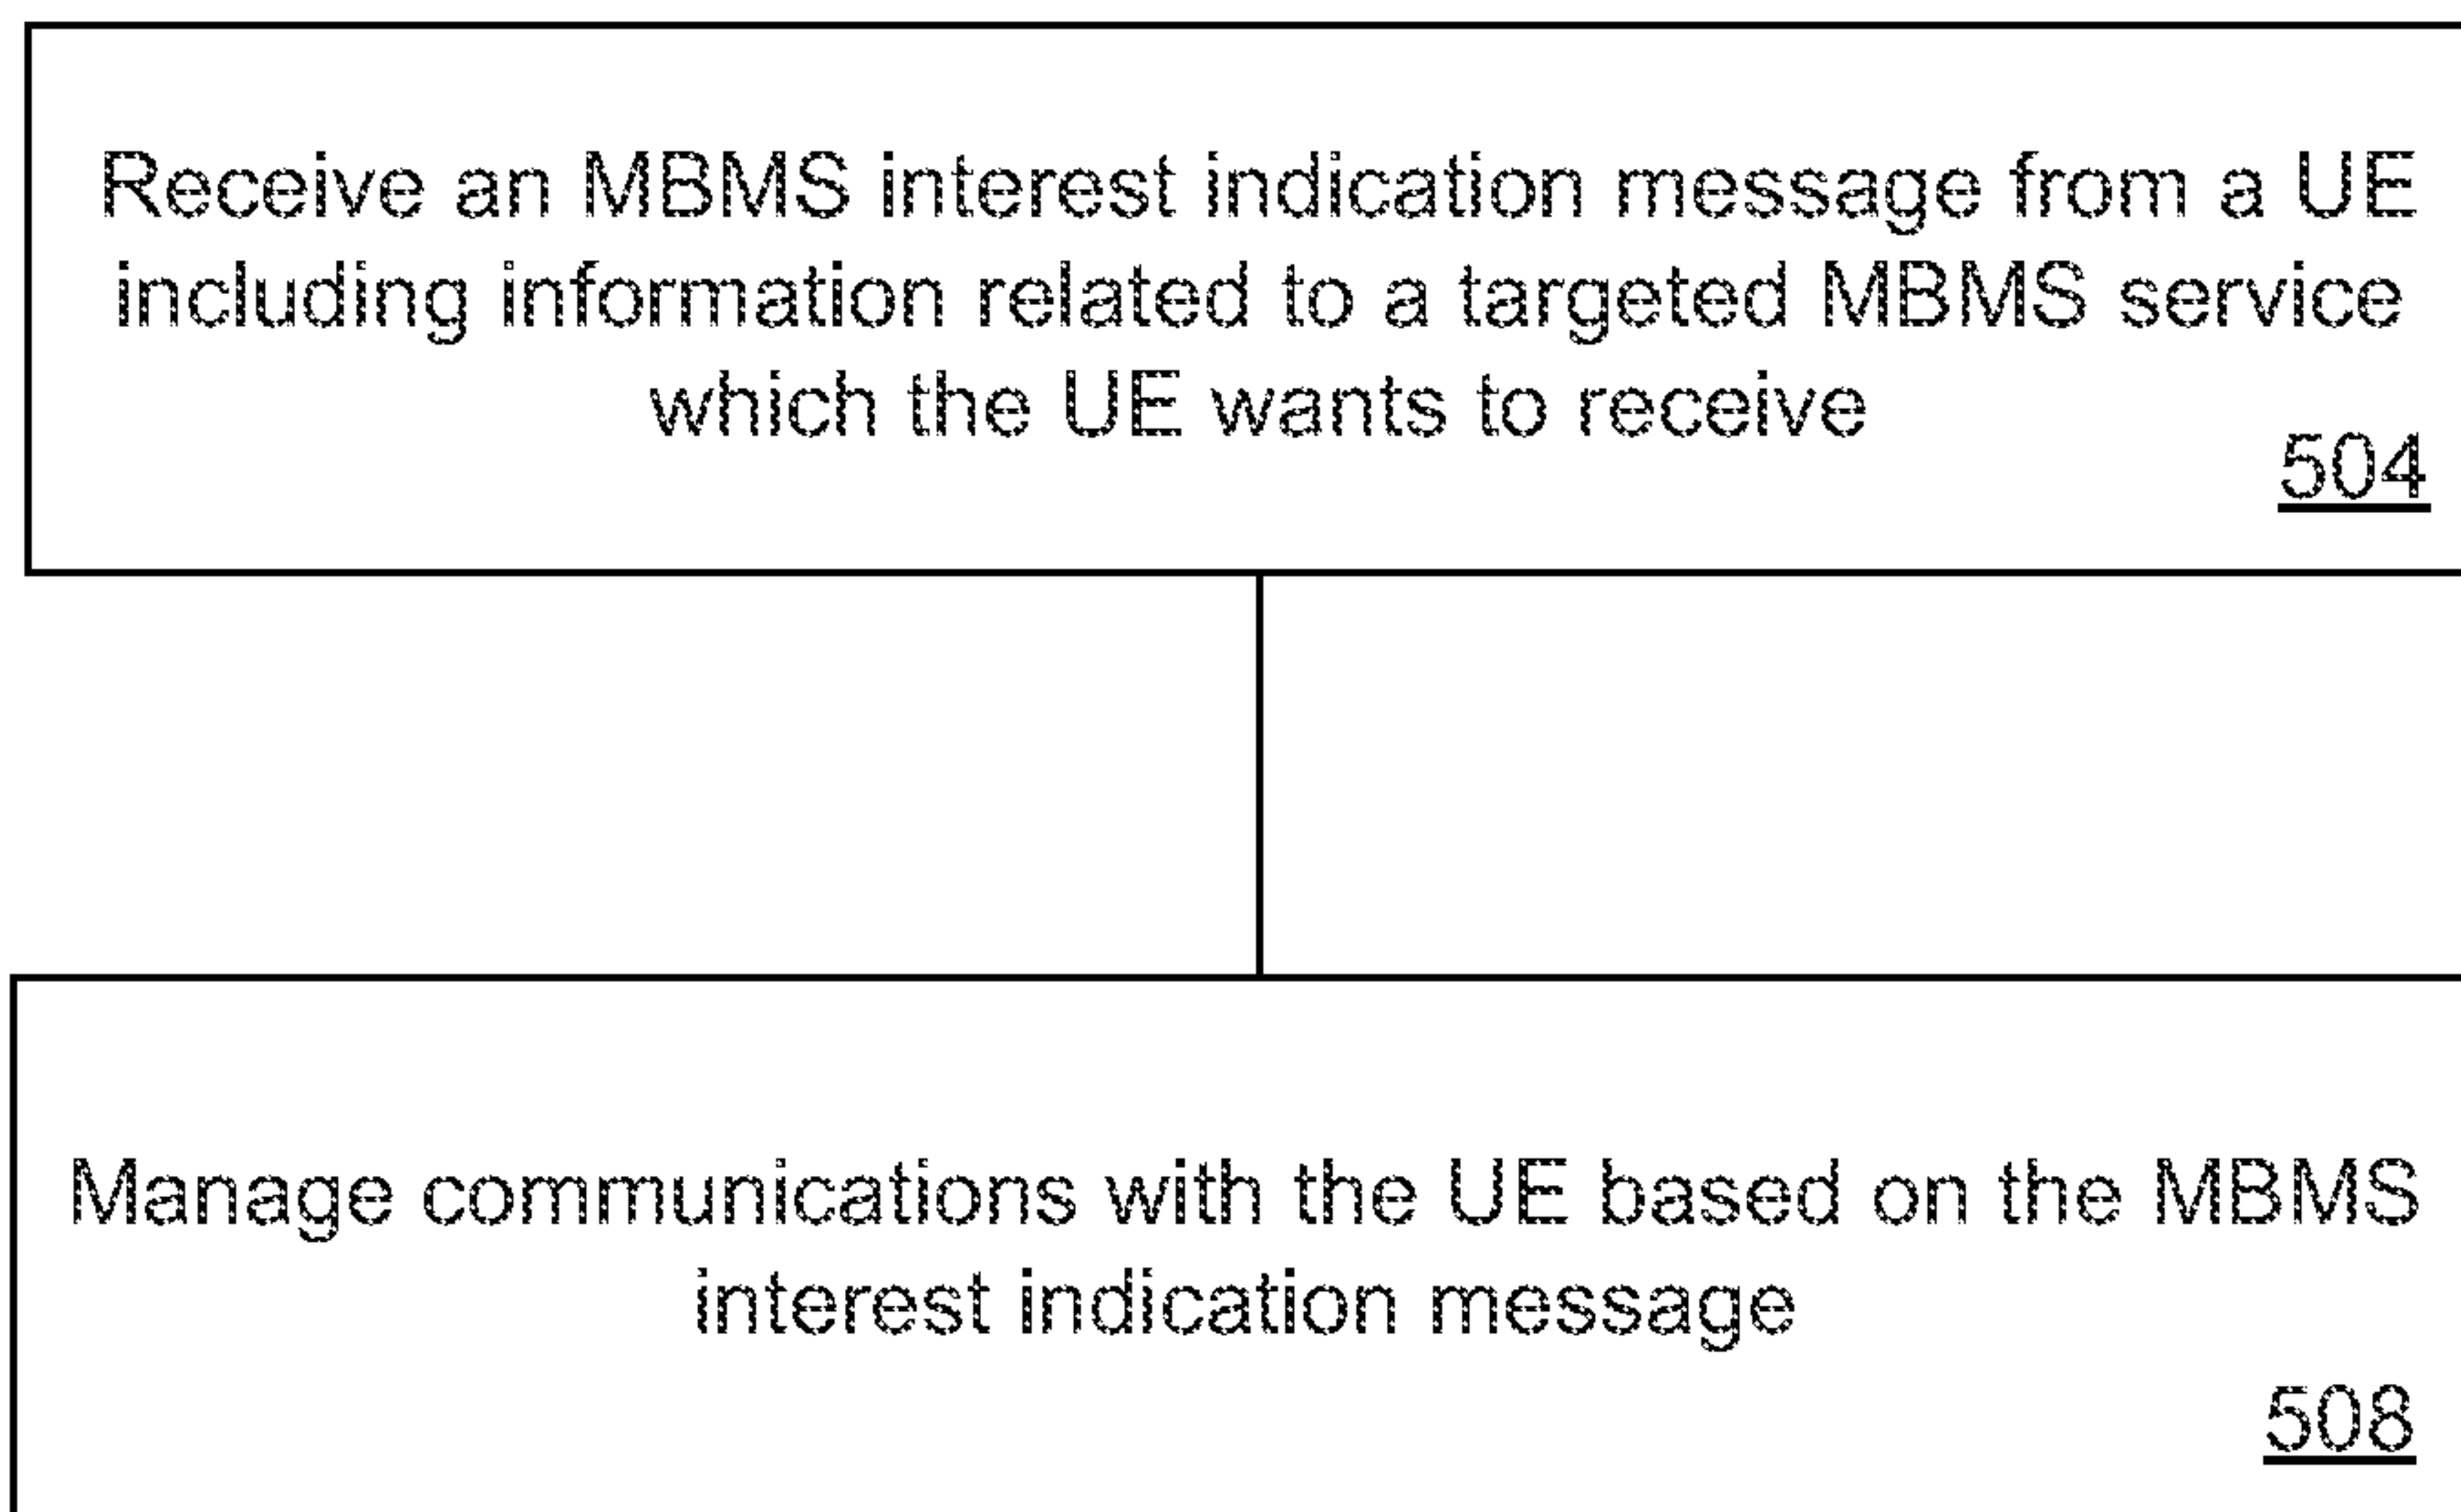 Receive an MBMS interest indication message from a UE
including information related to a targeted MBMS service
which the UE wants to receive
504
Manage communications with the UE based on the MBMS
interest indication message
508